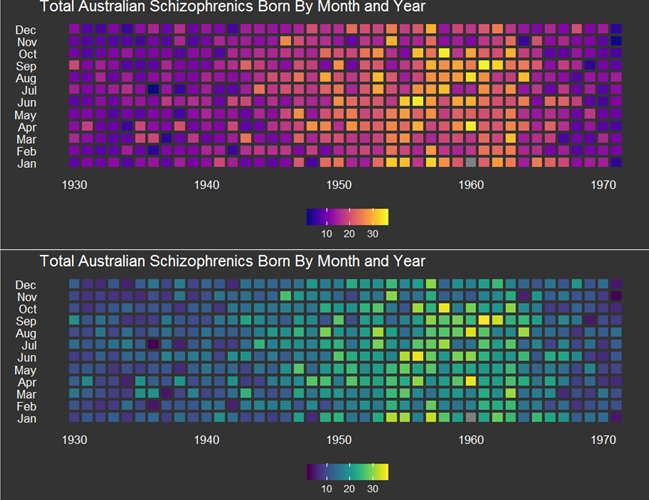 Total Australian Schizophrenics Born By Month and Year
Dec
Nov
Oct
Sep
Aug
Jul
Jun
May
Apr
Mar
Feb
Jan
1930 1940 1950 1960 1970
10 20 30
Total Australian Schizophrenics Born By Month and Year
Dec
Nov
Oct
Sep
Aug
Jul
Jun
May
Apr
Mar
Feb
Jan
1930 1940 1950 1960 1970
10 20 30